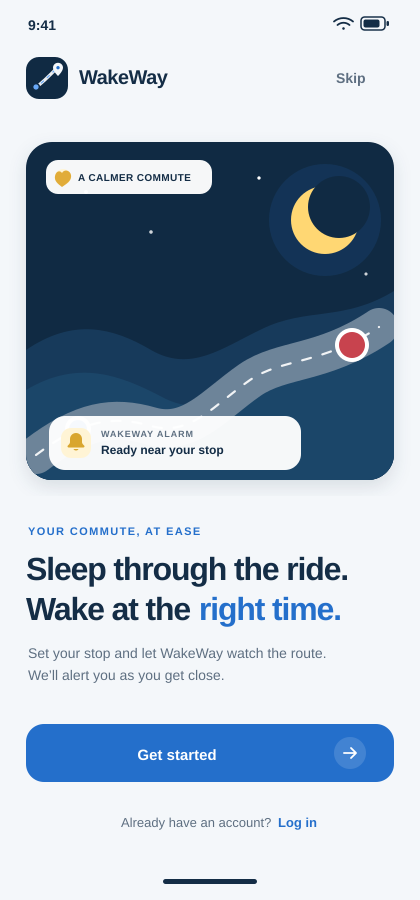 9:41
WakeWay
Skip
A CALMER COMMUTE
WAKEWAY ALARM
Ready near your stop
YOUR COMMUTE, AT EASE
Sleep through the ride.
Wake at the right time.
Set your stop and let WakeWay watch the route.
We’ll alert you as you get close.
Get started
Already have an account? Log in